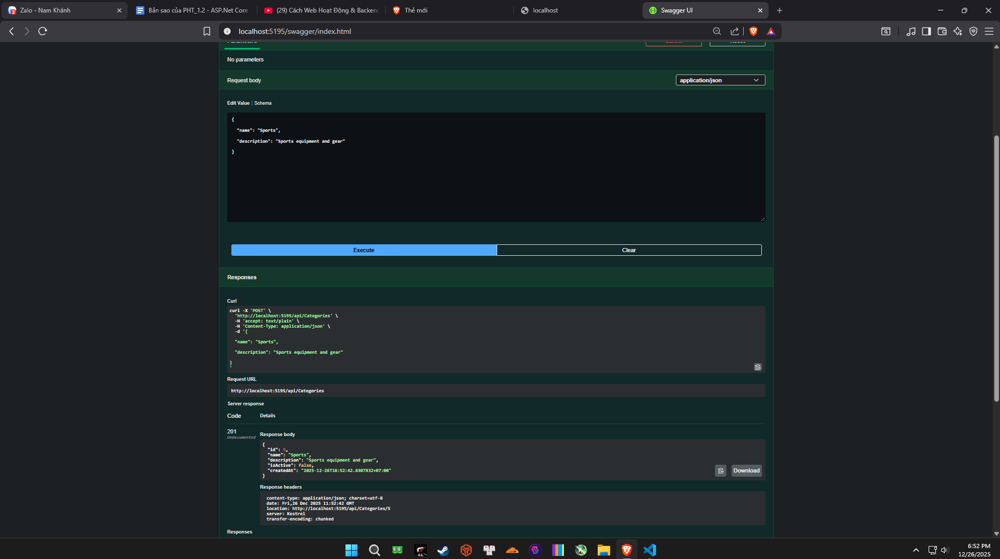 Zalo - Nam Khánh
Bản sao của PHT_1.2 - ASP.Net Core
(29) Cách Web Hoạt Động & Backend
Thẻ mới
localhost
Swagger UI
localhost:5195/swagger/index.html
No parameters
Request body
application/json
Edit Value | Schema
{
"name": "Sports",
"description": "Sports equipment and gear"
}
Execute
Clear
Responses
Curl
curl -X 'POST' \
'http://localhost:5195/api/Categories' \
-H 'accept: text/plain' \
-H 'Content-Type: application/json' \
-d '{
"name": "Sports",
"description": "Sports equipment and gear"
}
'
Request URL
http://localhost:5195/api/Categories
Server response
Code
Details
201
Undocumented
Response body
{
"id": 5,
"name": "Sports",
"description": "Sports equipment and gear",
"isActive": false,
"createdAt": "2025-12-26T18:52:42.6307832+07:00"
}
Download
Response headers
content-type: application/json; charset=utf-8
date: Fri,26 Dec 2025 11:52:42 GMT
location: http://localhost:5195/api/Categories/5
server: Kestrel
transfer-encoding: chunked
Responses
6:52 PM
12/26/2025